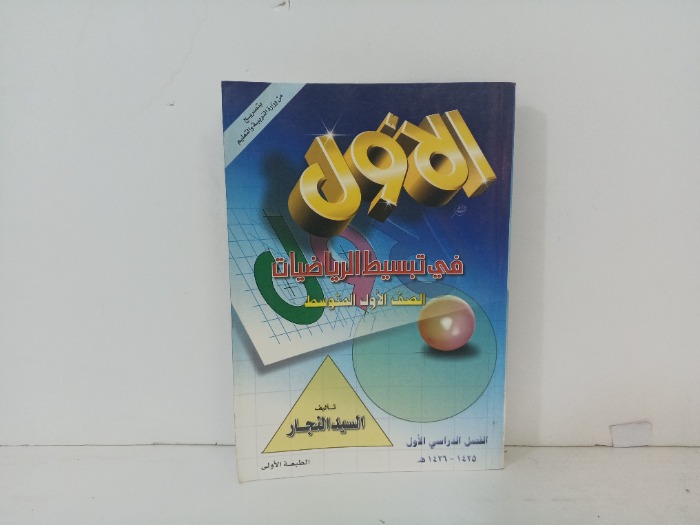 بتصريح
من وزارة التربية والتعليم
الأول
في تبسيط الرياضيات
الصف الأول المتوسط
تأليف
السيد النجار
الفصل الدراسي الأول
١٤٢٥ - ١٤٢٦ هـ
الطبعة الأولى